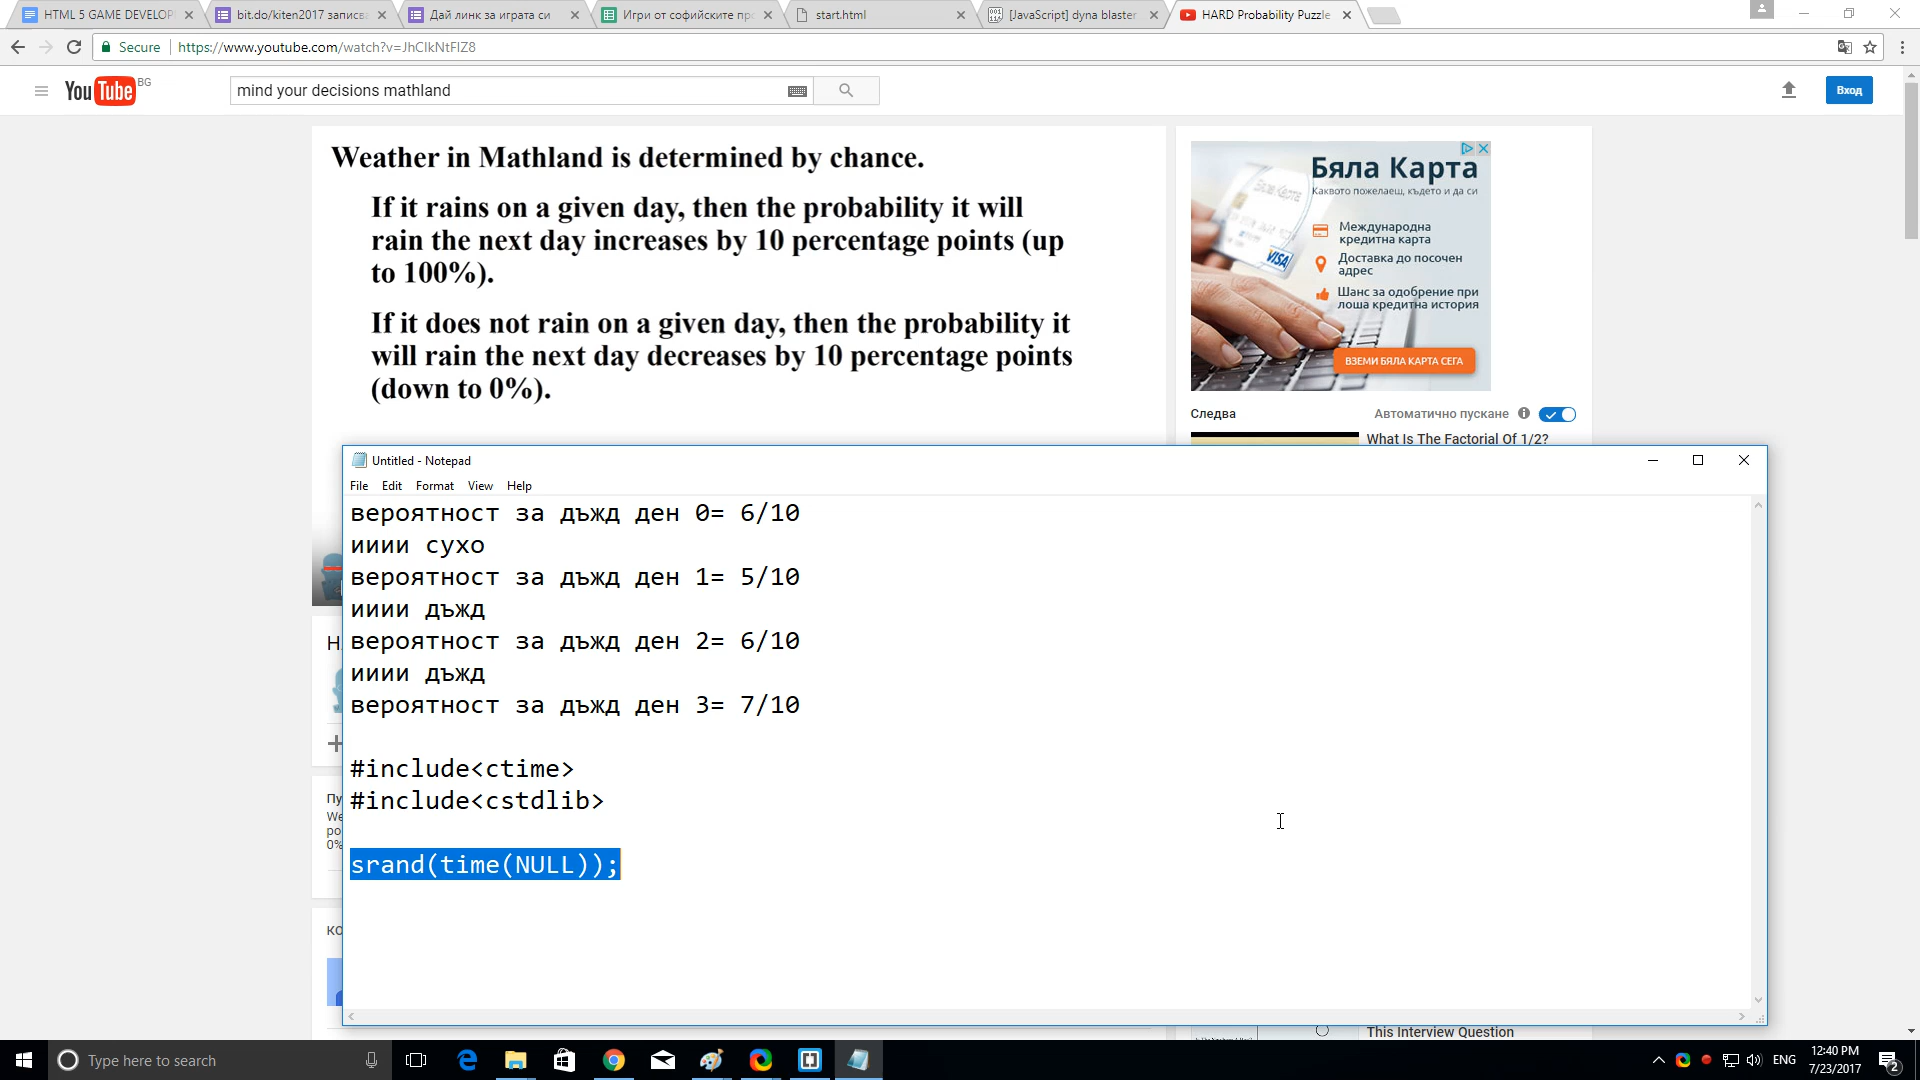 HTML 5 GAME DEVELOP
bit.do/kiten2017 записва
Дай линк за играта си
Игри от софийските пр
start.html
[JavaScript] dyna blaster
HARD Probability Puzzle
Secure
https://www.youtube.com/watch?v=JhCIkNtFIZ8
YouTube BG
mind your decisions mathland
Вход
Weather in Mathland is determined by chance.
If it rains on a given day, then the probability it will
rain the next day increases by 10 percentage points (up
to 100%).
If it does not rain on a given day, then the probability it
will rain the next day decreases by 10 percentage points
(down to 0%).
Бяла Карта
Каквото пожелаеш, където и да си
Международна
кредитна карта
Доставка до посочен
адрес
Шанс за одобрение при
лоша кредитна история
VISA
ВЗЕМИ БЯЛА КАРТА СЕГА
Следва
Автоматично пускане
What Is The Factorial Of 1/2?
Untitled - Notepad
File Edit Format View Help
вероятност за дъжд ден 0= 6/10
ииии сухо
вероятност за дъжд ден 1= 5/10
ииии дъжд
вероятност за дъжд ден 2= 6/10
ииии дъжд
вероятност за дъжд ден 3= 7/10
#include<ctime>
#include<cstdlib>
srand(time(NULL));
This Interview Question
Type here to search
ENG
12:40 PM
7/23/2017
2